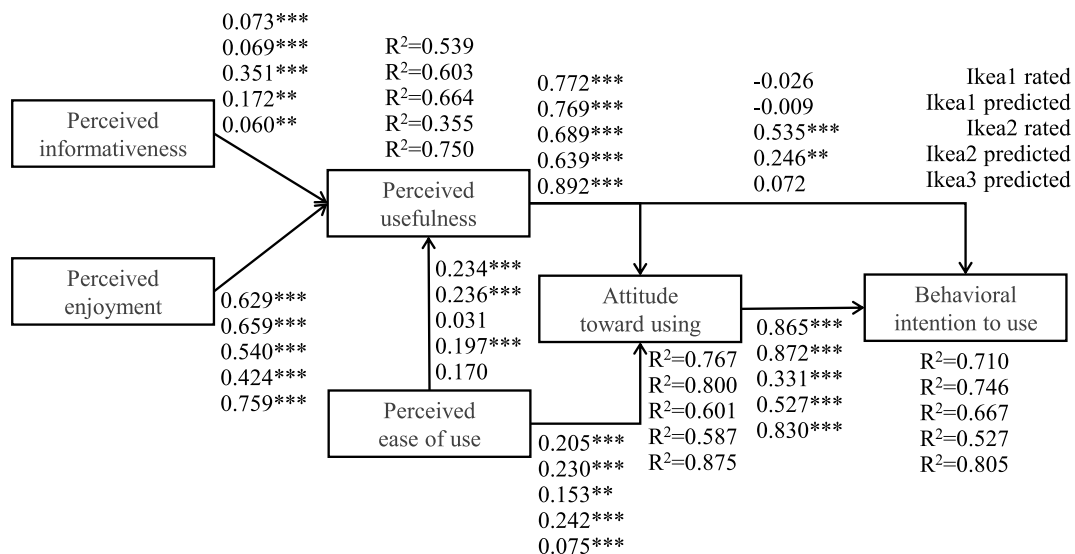 0.073***
0.069***
0.351***
0.172**
0.060**
R²=0.539
R²=0.603
R²=0.664
R²=0.355
R²=0.750
0.772***
0.769***
0.689***
0.639***
0.892***
-0.026
-0.009
0.535***
0.246**
0.072
Ikea1 rated
Ikea1 predicted
Ikea2 rated
Ikea2 predicted
Ikea3 predicted
Perceived
informativeness
Perceived
usefulness
Perceived
enjoyment
0.629***
0.659***
0.540***
0.424***
0.759***
0.234***
0.236***
0.031
0.197***
0.170
Attitude
toward using
Behavioral
intention to use
0.865***
0.872***
0.331***
0.527***
0.830***
R²=0.767
R²=0.800
R²=0.601
R²=0.587
R²=0.875
R²=0.710
R²=0.746
R²=0.667
R²=0.527
R²=0.805
Perceived
ease of use
0.205***
0.230***
0.153**
0.242***
0.075***